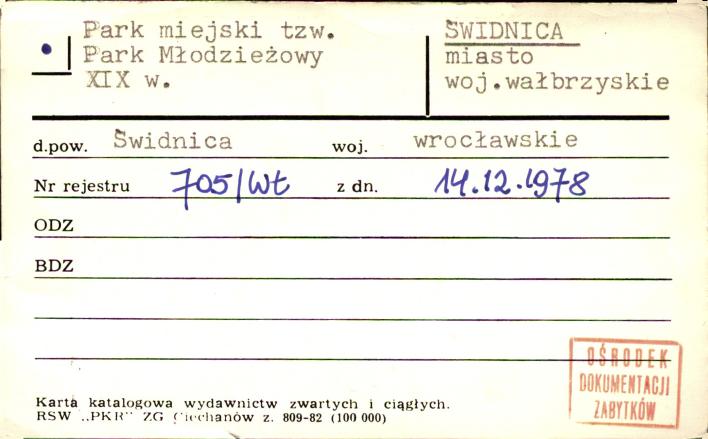 Park miejski tzw.
Park Młodzieżowy
XIX w.
ŚWIDNICA
miasto
woj.wałbrzyskie
d.pow. Świdnica woj. wrocławskie
Nr rejestru 705/Wł z dn. 14.12.1978
ODZ
BDZ
OŚRODEK
DOKUMENTACJI
ZABYTKÓW
Karta katalogowa wydawnictw zwartych i ciągłych.
RSW „PKR" ZG Ciechanów z. 809-82 (100 000)